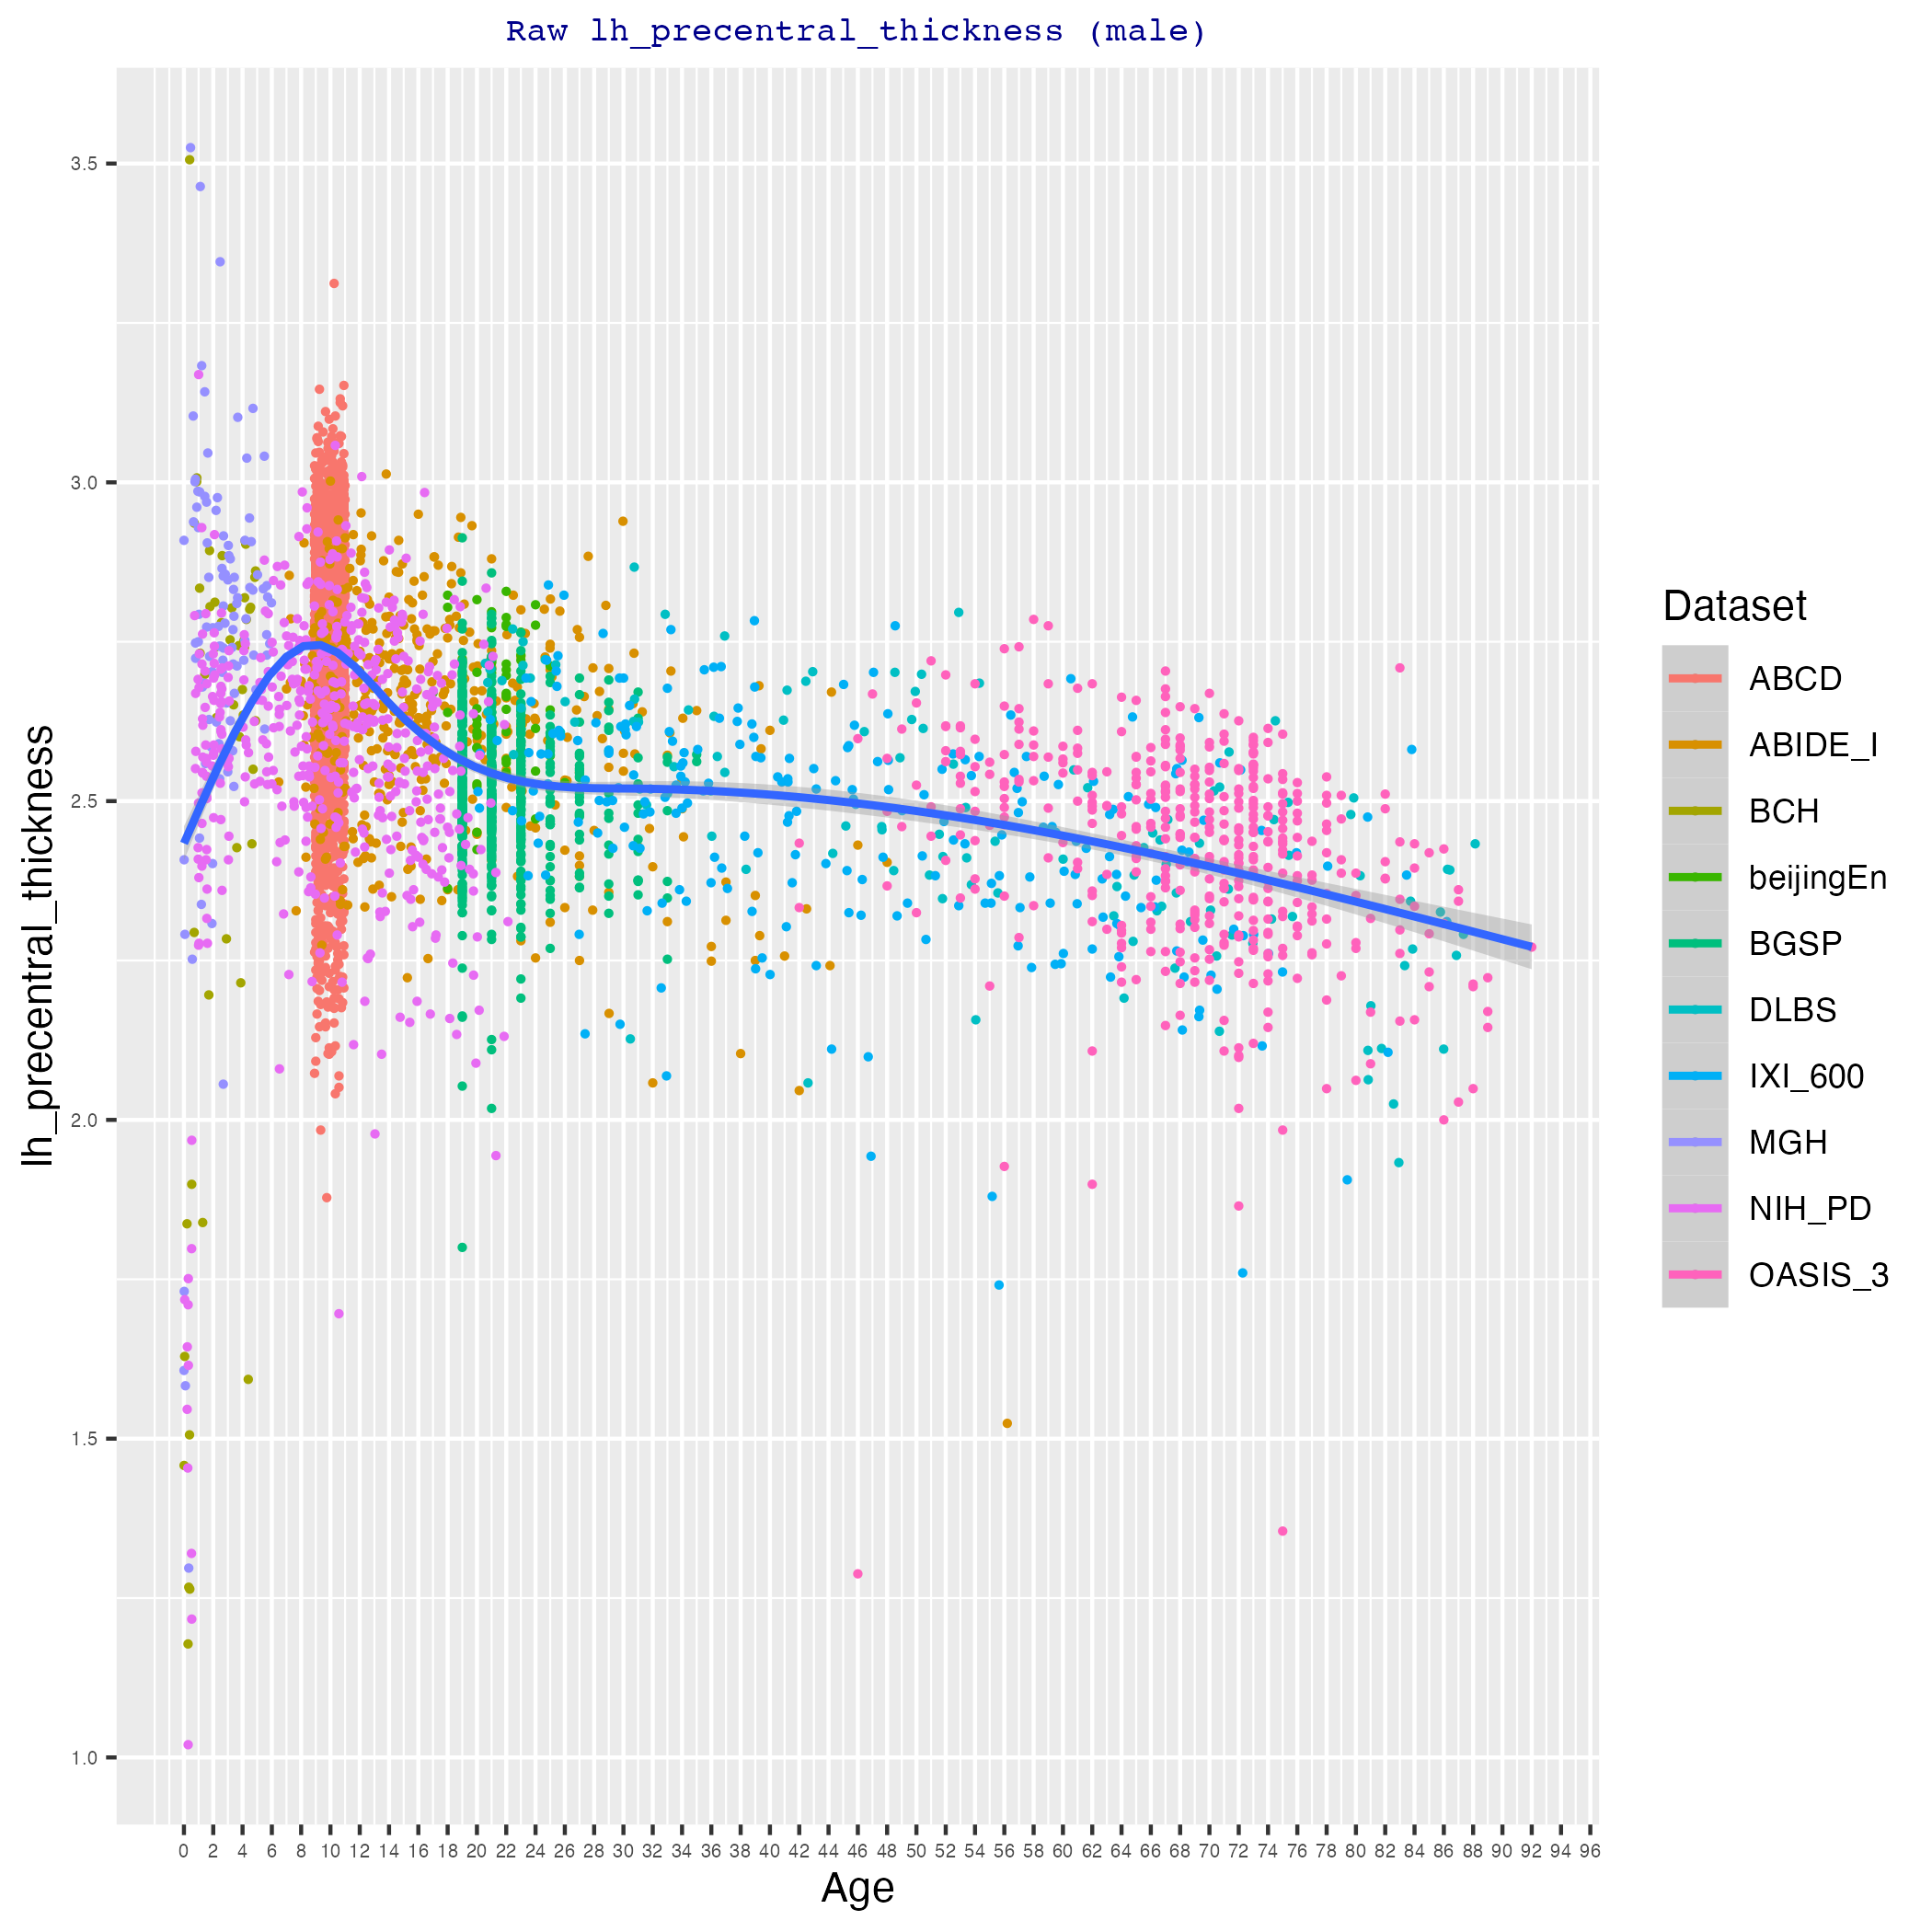 Raw lh_precentral_thickness (male)
lh_precentral_thickness
3.5
3.0
2.5
2.0
1.5
1.0
0 2 4 6 8 10 12 14 16 18 20 22 24 26 28 30 32 34 36 38 40 42 44 46 48 50 52 54 56 58 60 62 64 66 68 70 72 74 76 78 80 82 84 86 88 90 92 94 96
Age
Dataset
ABCD
ABIDE_I
BCH
beijingEn
BGSP
DLBS
IXI_600
MGH
NIH_PD
OASIS_3